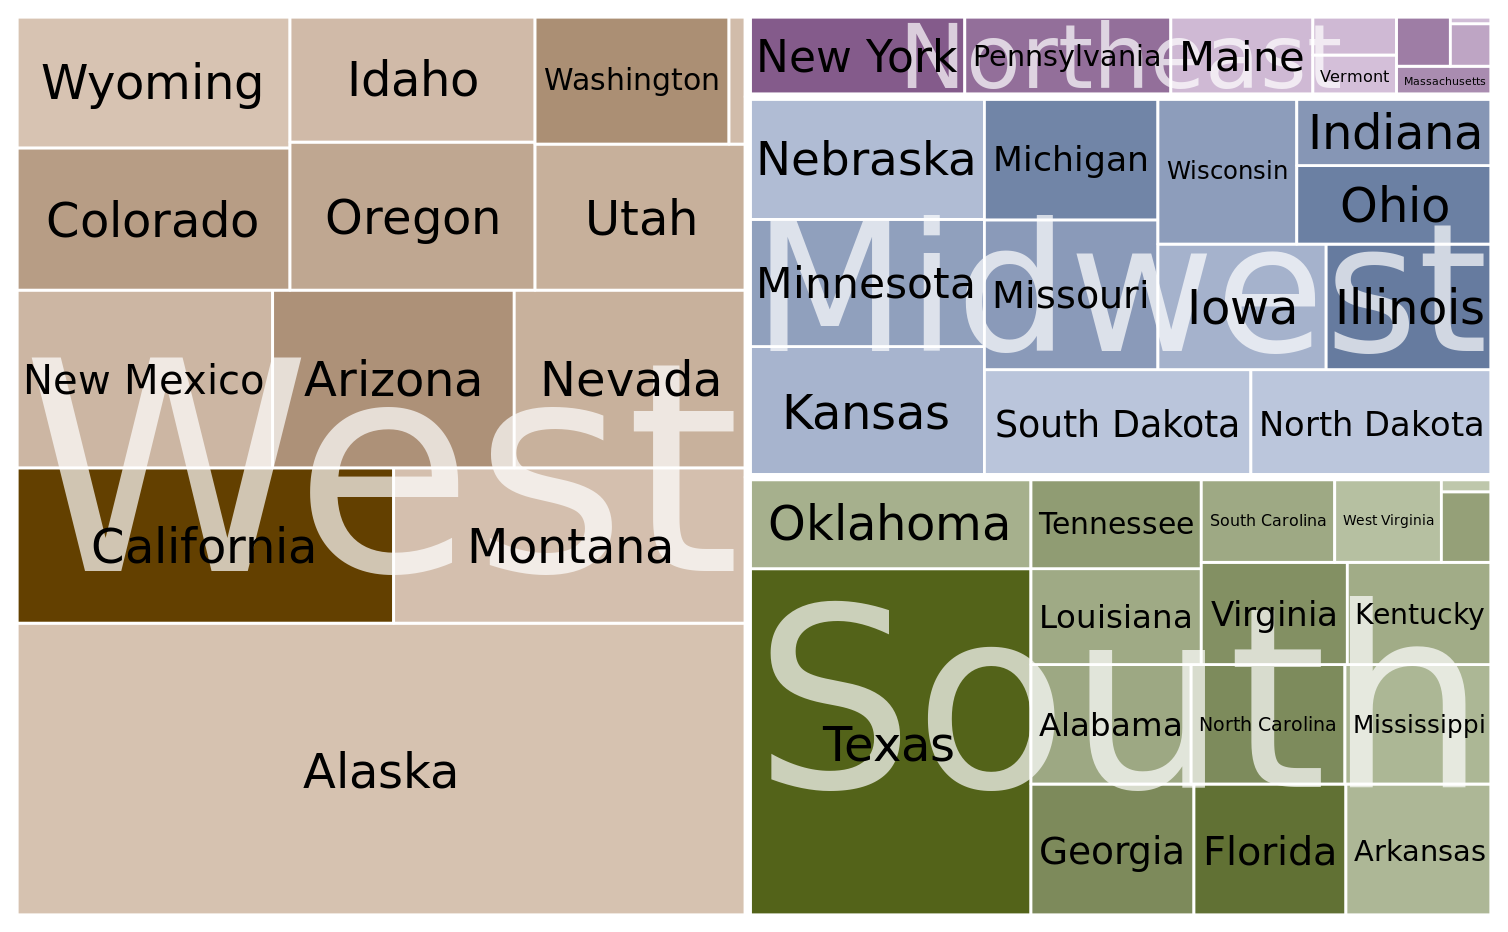 Wyoming
Idaho
Washington
Colorado
Oregon
Utah
New Mexico
Arizona
Nevada
West
California
Montana
Alaska
New York
Pennsylvania
Maine
Vermont
Massachusetts
Northeast
Nebraska
Michigan
Wisconsin
Indiana
Ohio
Minnesota
Missouri
Iowa
Illinois
Midwest
Kansas
South Dakota
North Dakota
Oklahoma
Tennessee
South Carolina
West Virginia
Louisiana
Virginia
Kentucky
South
Texas
Alabama
North Carolina
Mississippi
Georgia
Florida
Arkansas